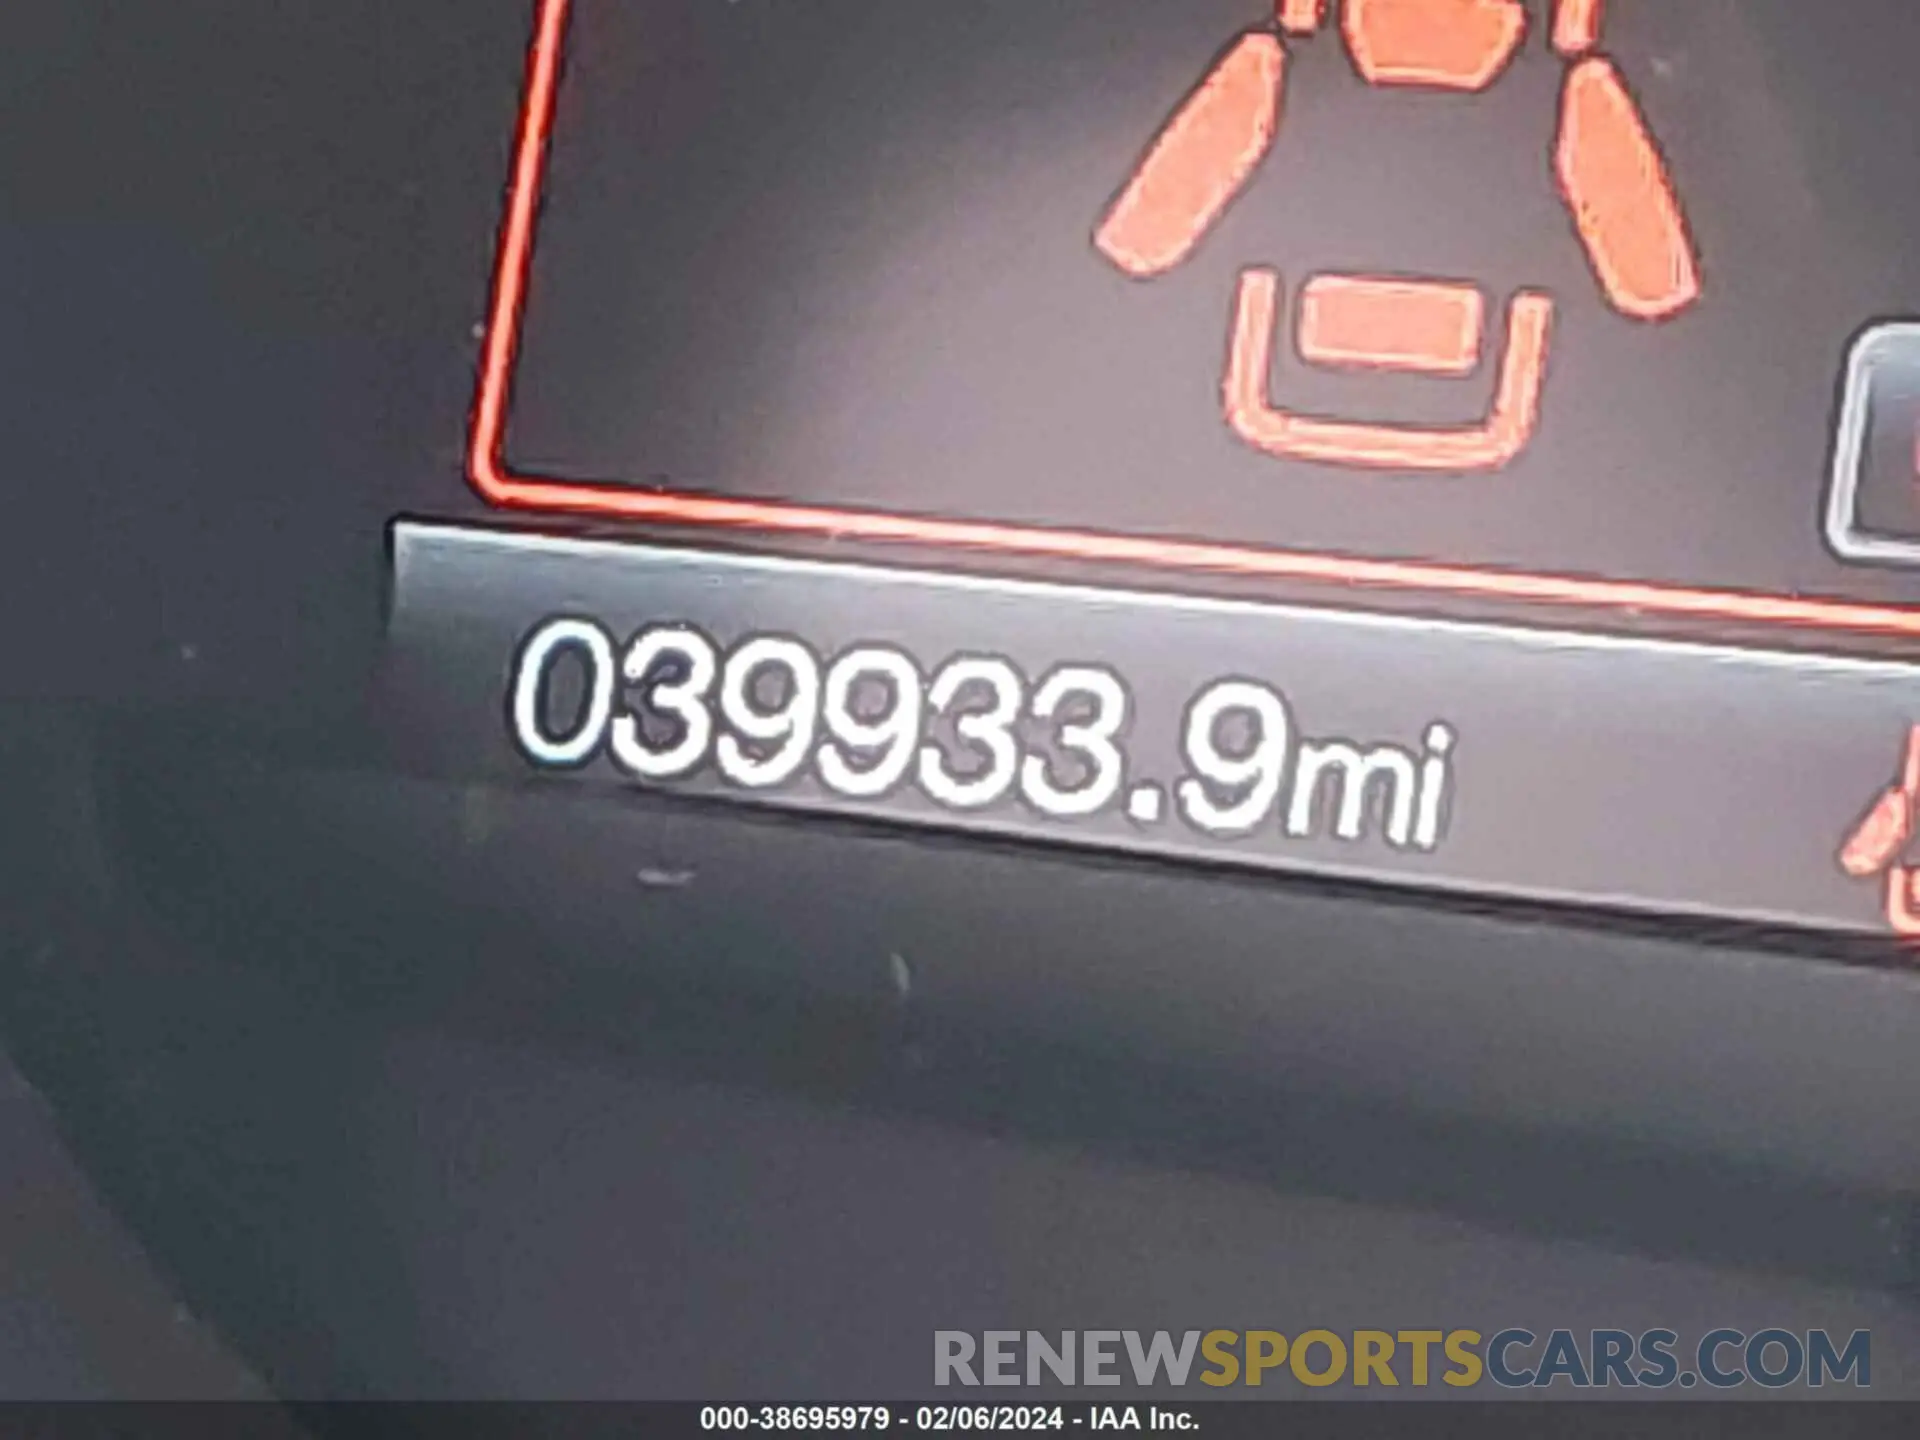 039933.9mi
RENEWSPORTSCARS.COM
000-38695979 - 02/06/2024 - IAA Inc.